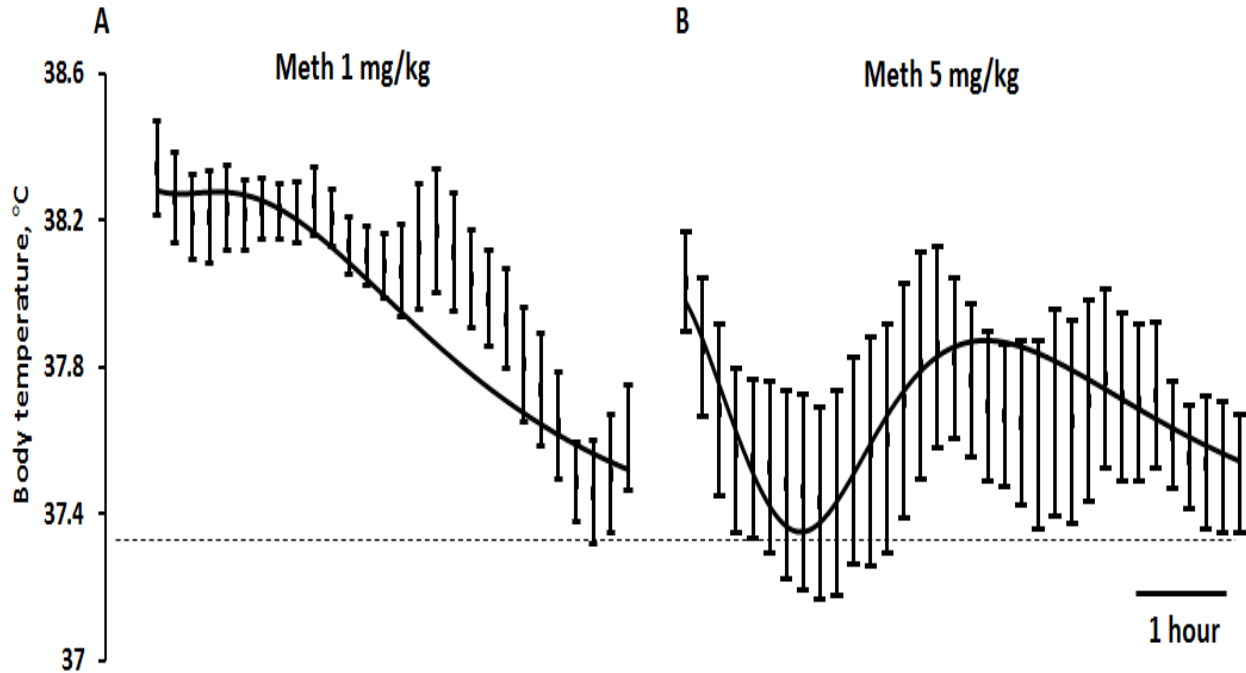 A
B
Meth 1 mg/kg
Meth 5 mg/kg
38.6
38.2
37.8
37.4
37
Body temperature, °C
1 hour